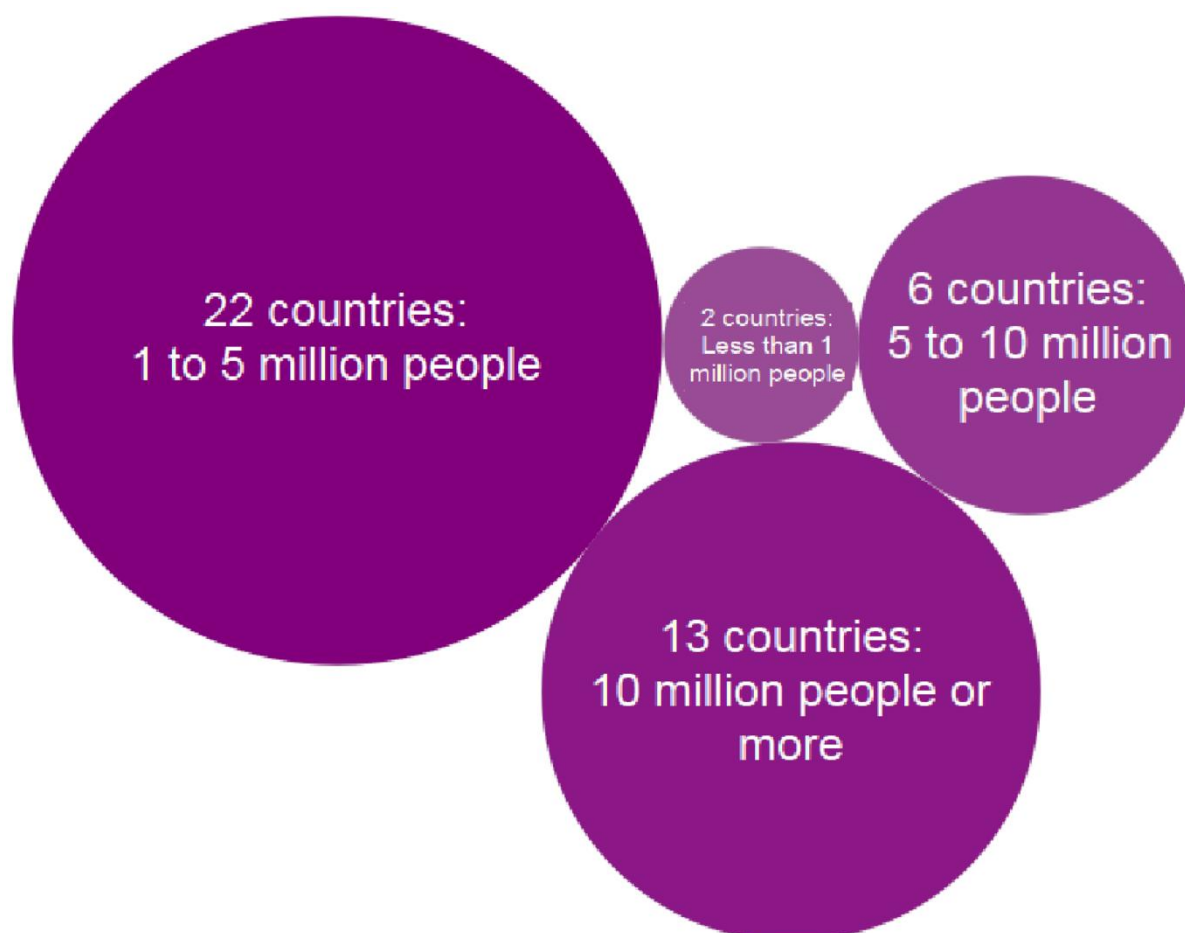 22 countries:
1 to 5 million people
2 countries:
Less than 1
million people
6 countries:
5 to 10 million
people
13 countries:
10 million people or
more